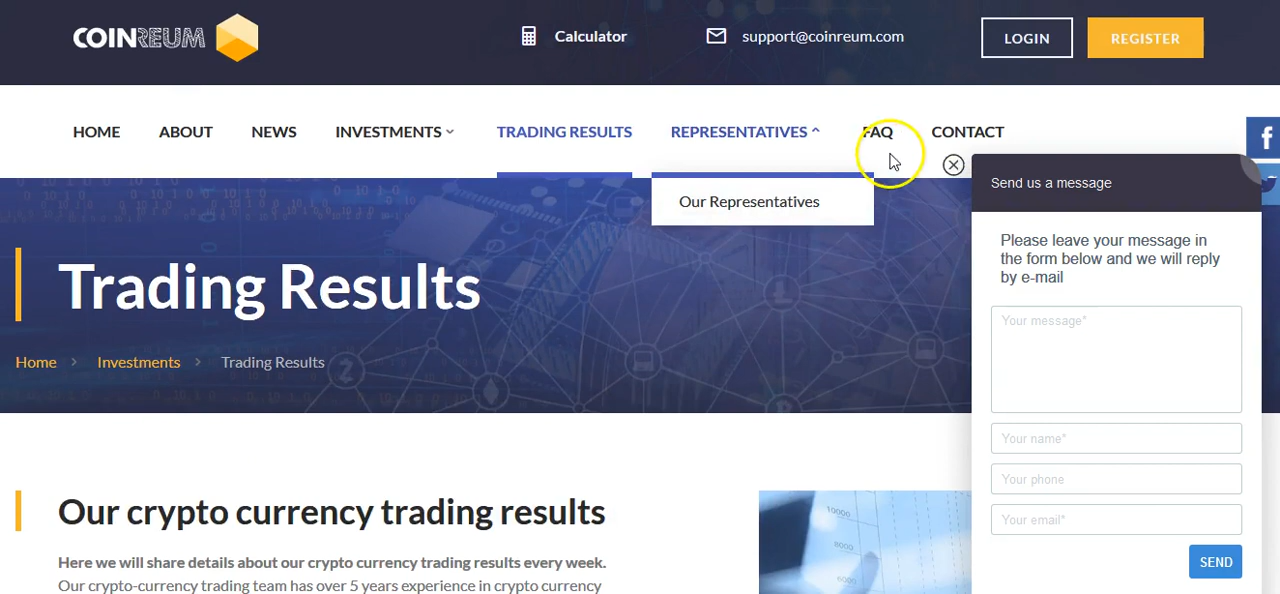 COINREUM
Calculator
support@coinreum.com
LOGIN
REGISTER
HOME
ABOUT
NEWS
INVESTMENTS
TRADING RESULTS
REPRESENTATIVES
FAQ
CONTACT
Our Representatives
Trading Results
Home
Investments
Trading Results
Our crypto currency trading results
Here we will share details about our crypto currency trading results every week.
Our crypto-currency trading team has over 5 years experience in crypto currency
10000
8000
6000
Send us a message
Please leave your message in
the form below and we will reply
by e-mail
Your message*
Your name*
Your phone
Your email*
SEND